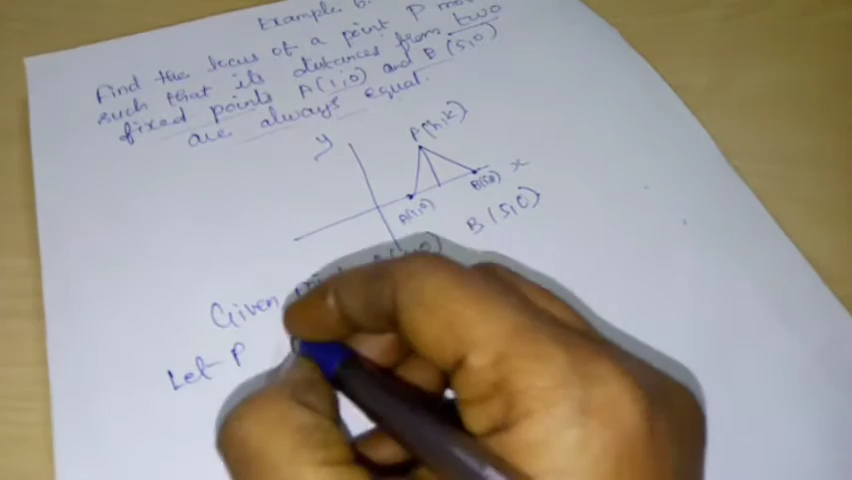 Example 6.
Find the locus of a point P
such that its distances from two
fixed points A(1,0) and B(5,0)
are always equal.
y
P(h,k)
x
B(5,0)
A(1,0)
B(5,0)
Given
Let P